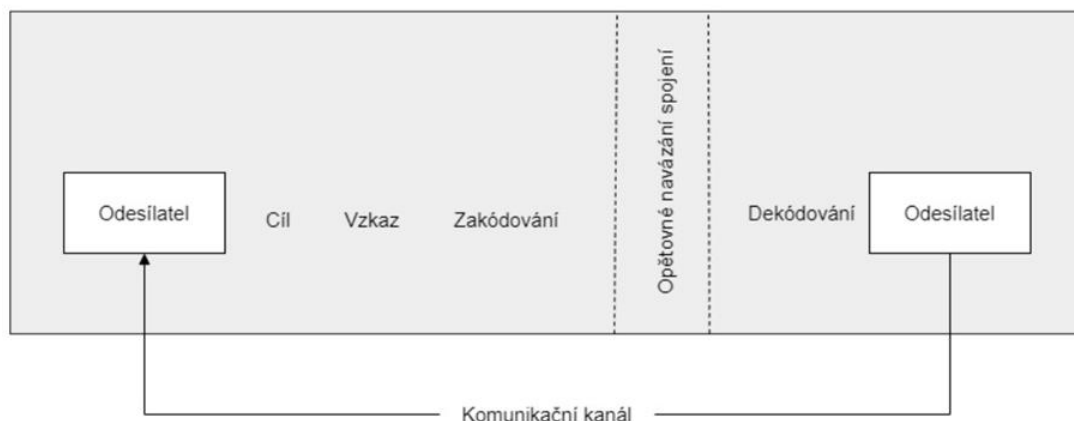 Odesílatel
Cíl
Vzkaz
Zakódování
Opětovné navázání spojení
Dekódování
Odesílatel
Komunikační kanál